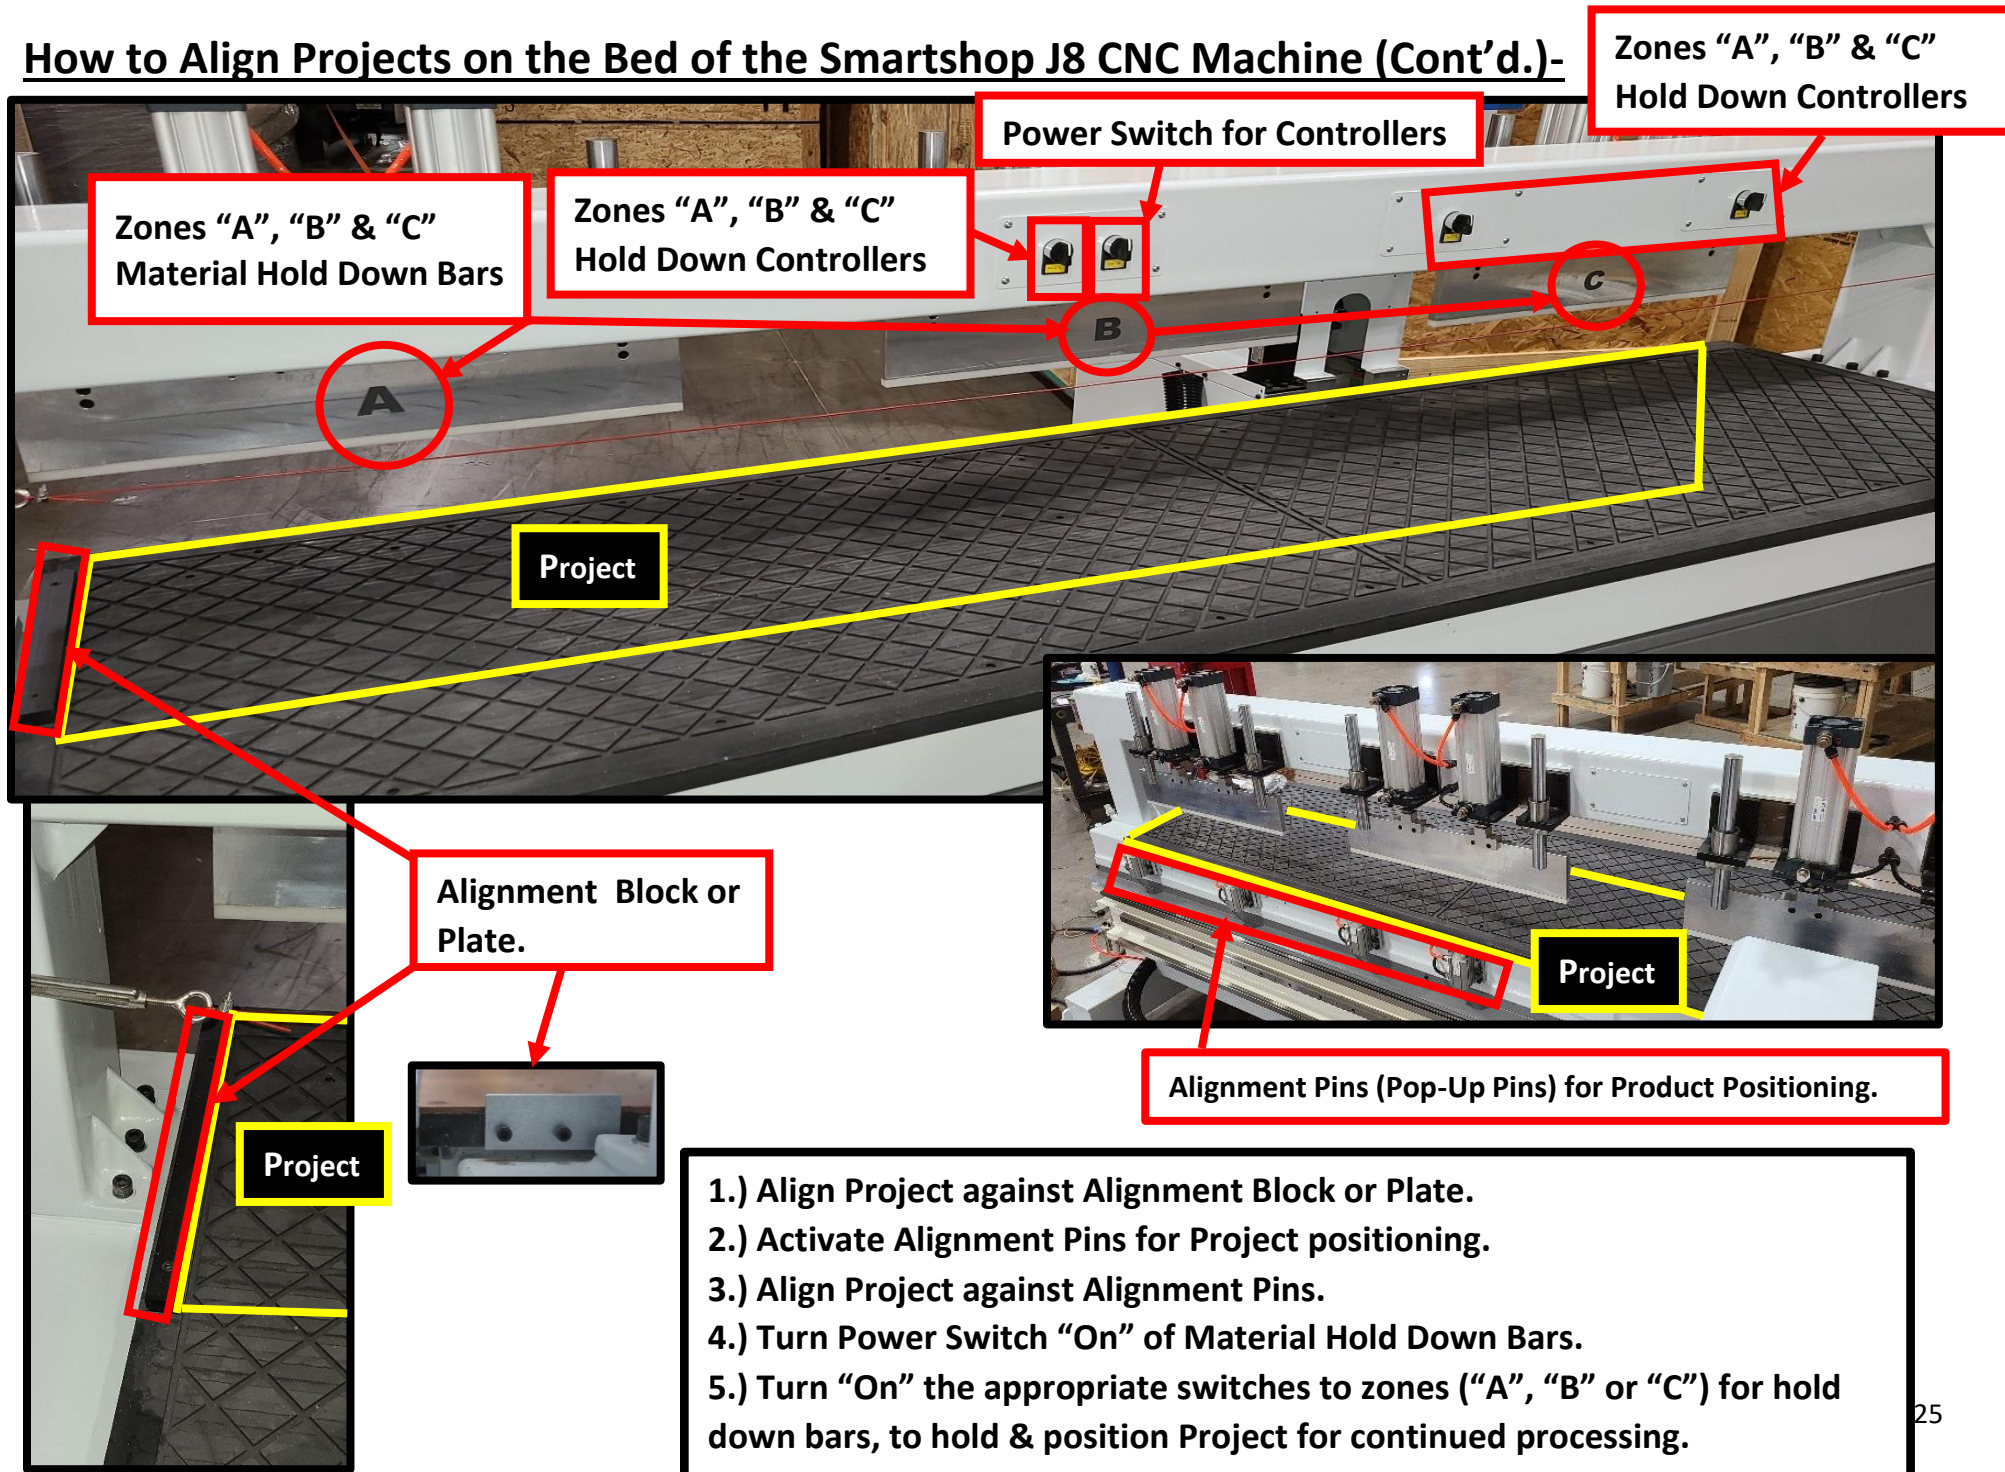 How to Align Projects on the Bed of the Smartshop J8 CNC Machine (Cont’d.)-
Zones “A”, “B” & “C”
Hold Down Controllers
Power Switch for Controllers
Zones “A”, “B” & “C”
Material Hold Down Bars
Zones “A”, “B” & “C”
Hold Down Controllers
A
B
C
Project
Alignment  Block or
Plate.
Project
Alignment Pins (Pop-Up Pins) for Product Positioning.
Project
1.) Align Project against Alignment Block or Plate.
2.) Activate Alignment Pins for Project positioning.
3.) Align Project against Alignment Pins.
4.) Turn Power Switch “On” of Material Hold Down Bars.
5.) Turn “On” the appropriate switches to zones (“A”, “B” or “C”) for hold
down bars, to hold & position Project for continued processing.
25